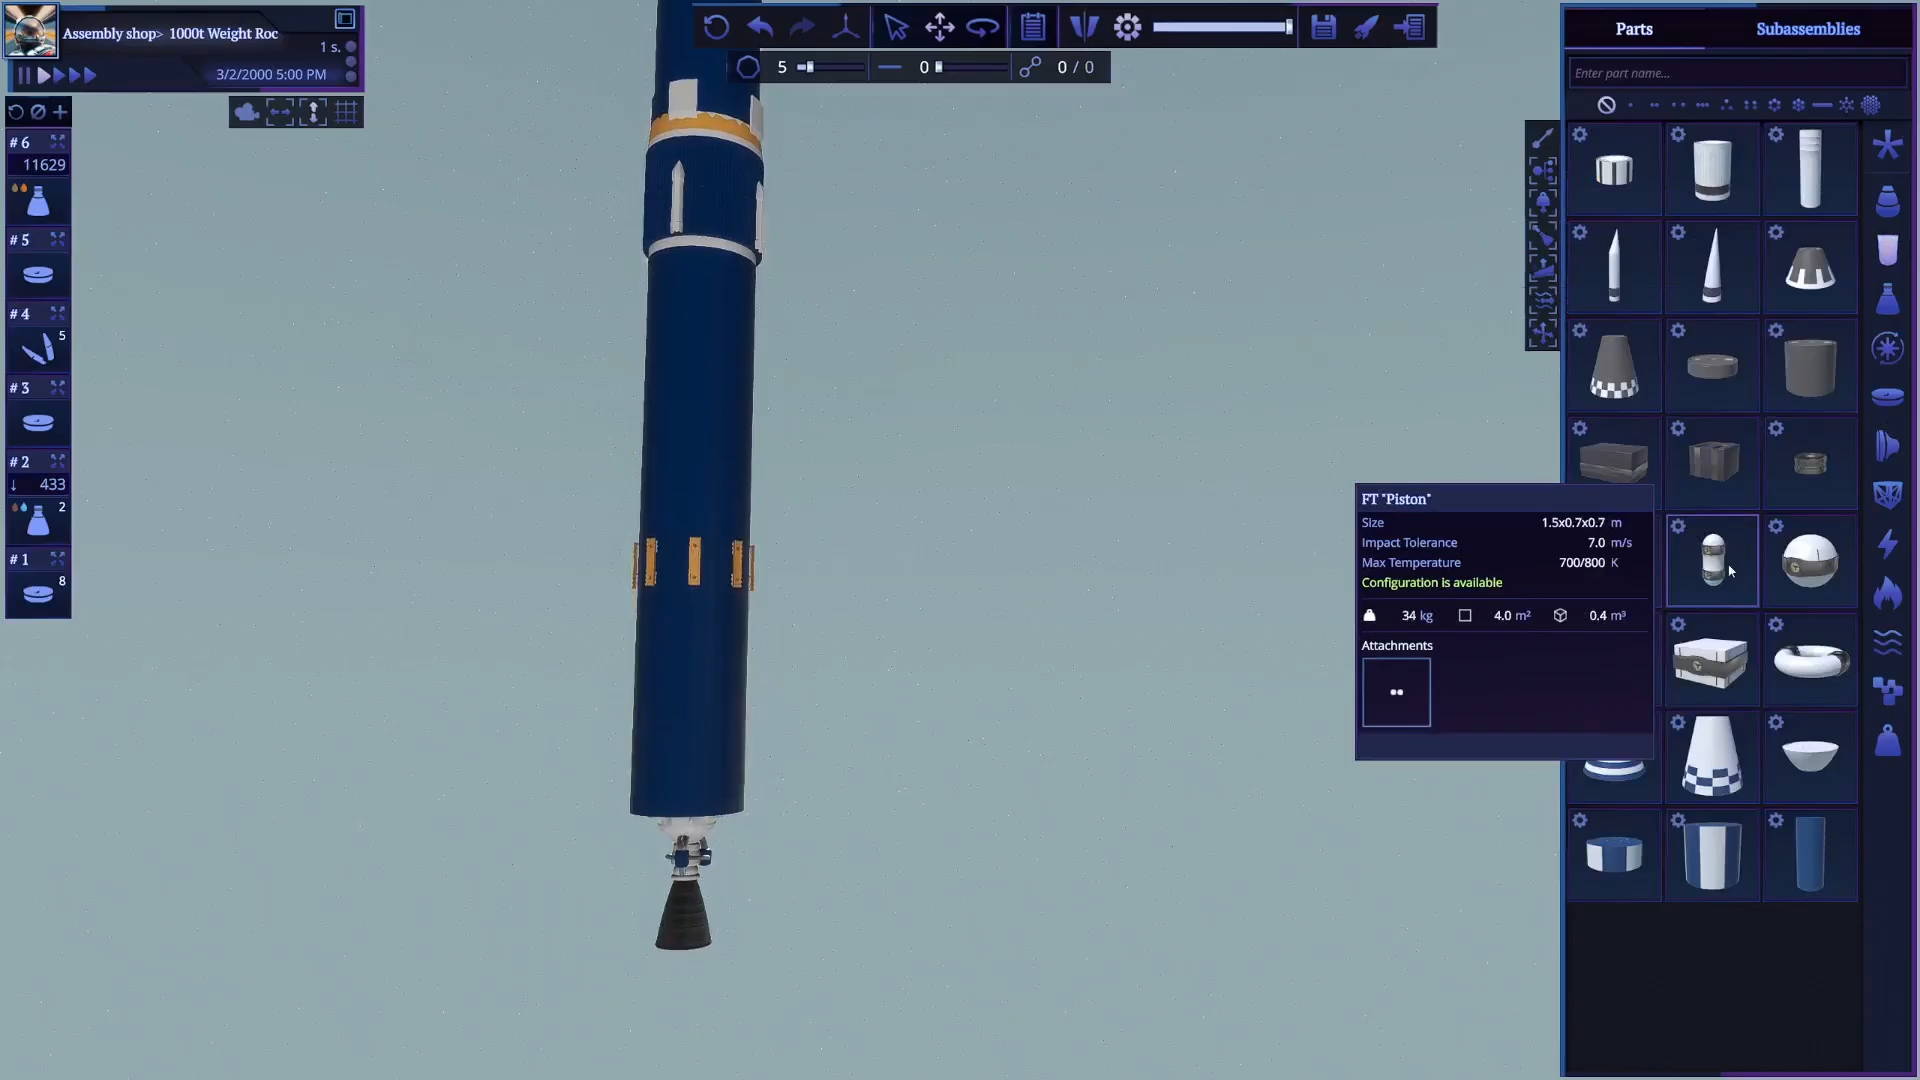 Assembly shop> 1000t Weight Roc
1 s.
3/2/2000 5:00 PM
5
0
0 / 0
# 6
11629
# 5
# 4
5
# 3
# 2
↓ 433
2
# 1
8
Parts
Subassemblies
Enter part name...
FT "Piston"
Size 1.5x0.7x0.7 m
Impact Tolerance 7.0 m/s
Max Temperature 700/800 K
Configuration is available
34 kg 4.0 m² 0.4 m³
Attachments